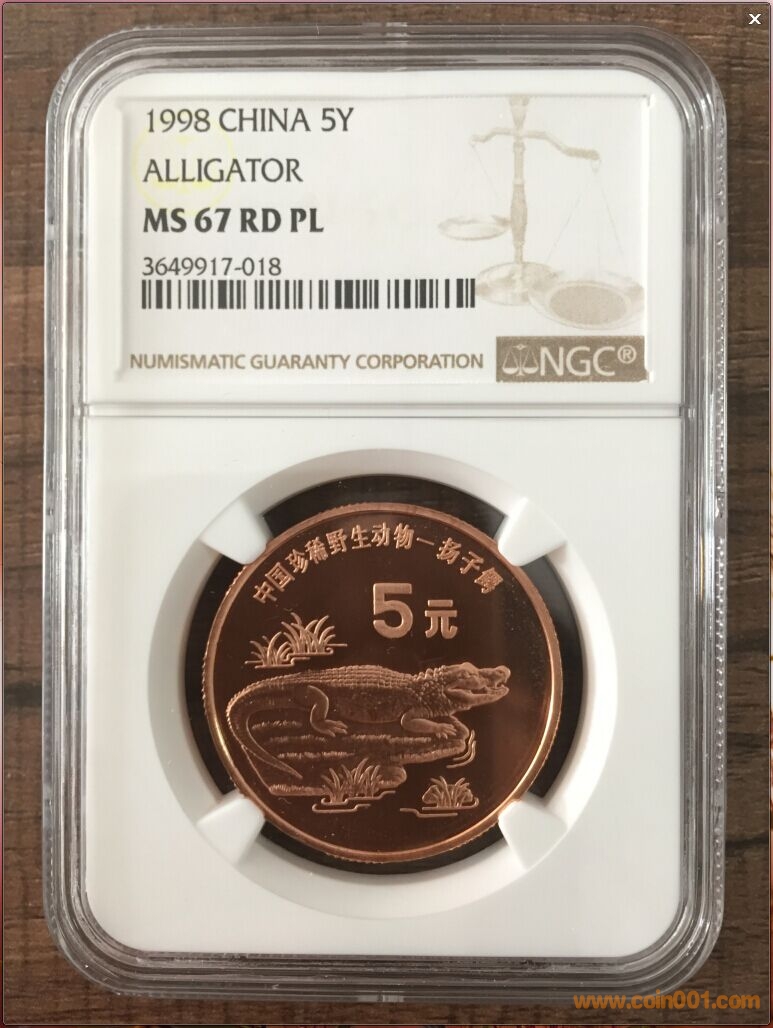 1998 CHINA 5Y
ALLIGATOR
MS 67 RD PL
3649917-018
NUMISMATIC GUARANTY CORPORATION
NGC®
中国珍稀野生动物—扬子鳄
5元
www.coin001.com